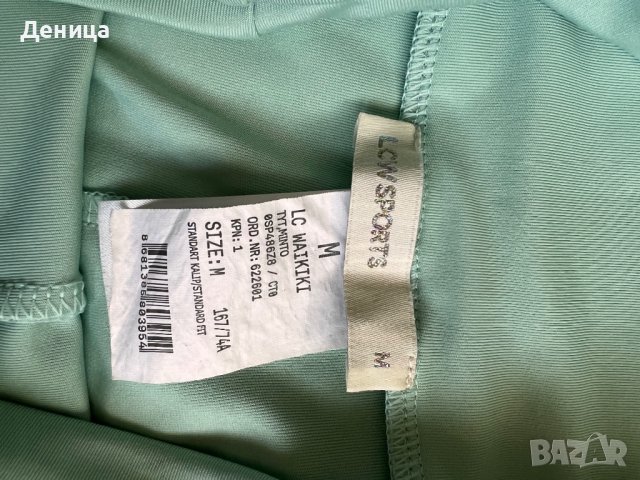 Деница
LCW SPORTS
M
M
LC WAIKIKI
TYT,MINTO
0SP486Z8 / CT0
ORD.NR: 622601
KPN: 1
SIZE: M 167/74A
STANDART KALIP/STANDARD FIT
BAZAR